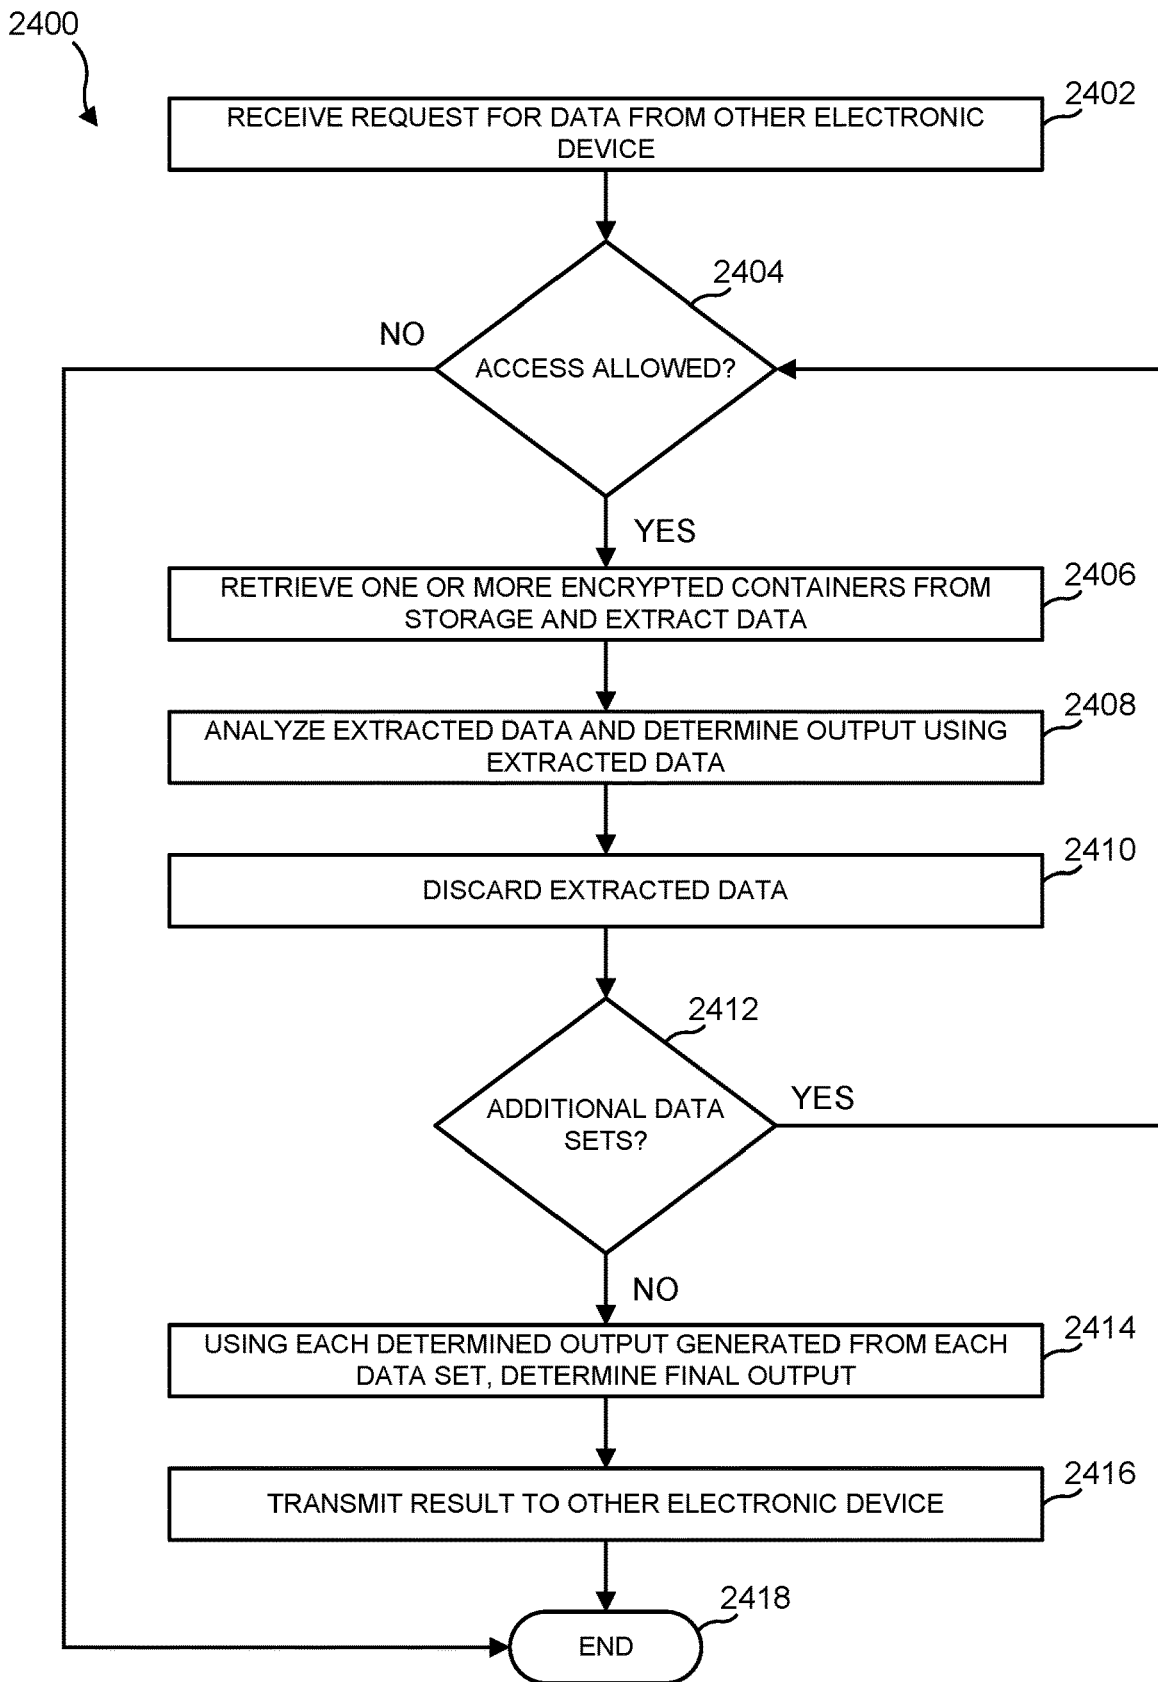 2400
RECEIVE REQUEST FOR DATA FROM OTHER ELECTRONIC
DEVICE
2402
2404
ACCESS ALLOWED?
NO
YES
RETRIEVE ONE OR MORE ENCRYPTED CONTAINERS FROM
STORAGE AND EXTRACT DATA
2406
ANALYZE EXTRACTED DATA AND DETERMINE OUTPUT USING
EXTRACTED DATA
2408
DISCARD EXTRACTED DATA
2410
2412
ADDITIONAL DATA
SETS?
YES
NO
USING EACH DETERMINED OUTPUT GENERATED FROM EACH
DATA SET, DETERMINE FINAL OUTPUT
2414
TRANSMIT RESULT TO OTHER ELECTRONIC DEVICE
2416
END
2418